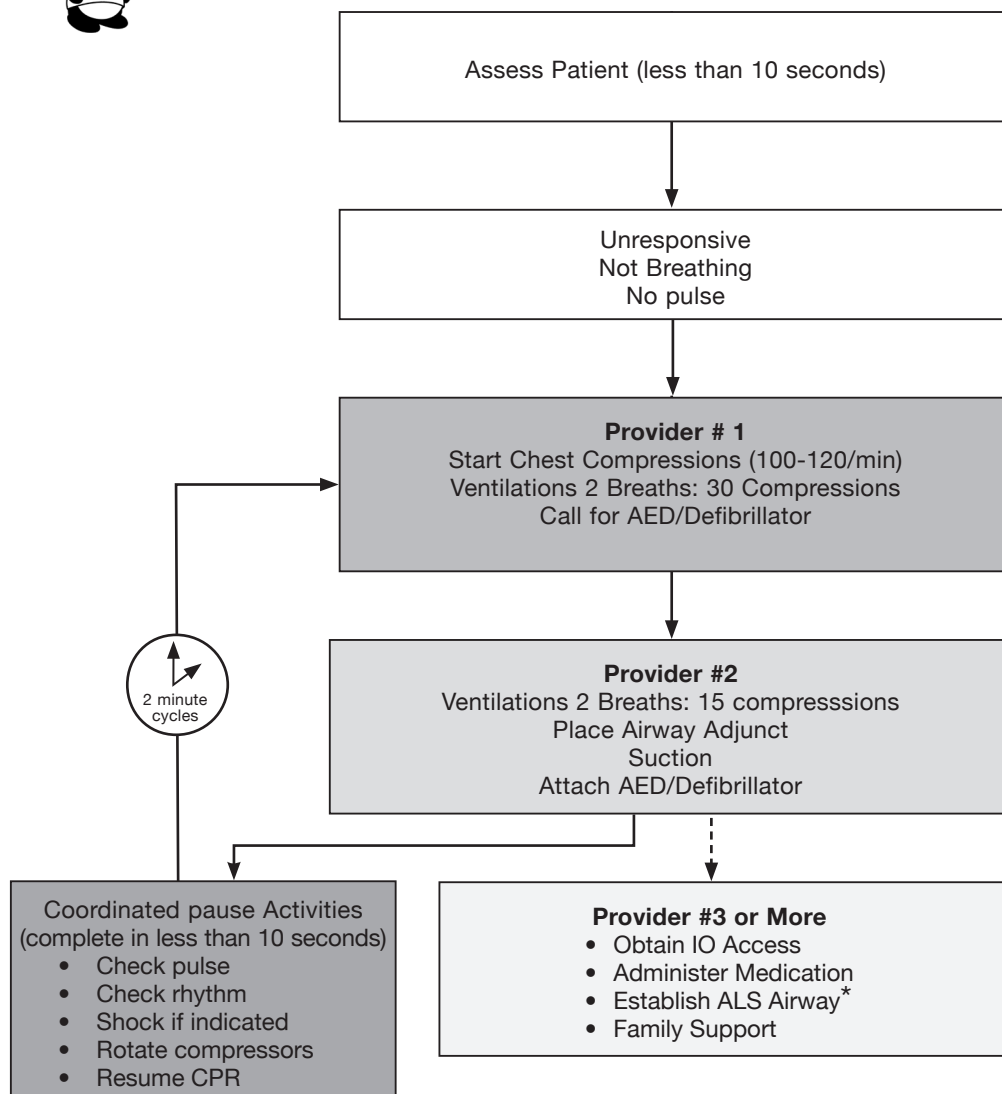 Assess Patient (less than 10 seconds)
Unresponsive
Not Breathing
No pulse
Provider # 1
Start Chest Compressions (100-120/min)
Ventilations 2 Breaths: 30 Compressions
Call for AED/Defibrillator
2 minute
cycles
Provider #2
Ventilations 2 Breaths: 15 compresssions
Place Airway Adjunct
Suction
Attach AED/Defibrillator
Coordinated pause Activities
(complete in less than 10 seconds)
• Check pulse
• Check rhythm
• Shock if indicated
• Rotate compressors
• Resume CPR
Provider #3 or More
• Obtain IO Access
• Administer Medication
• Establish ALS Airway*
• Family Support